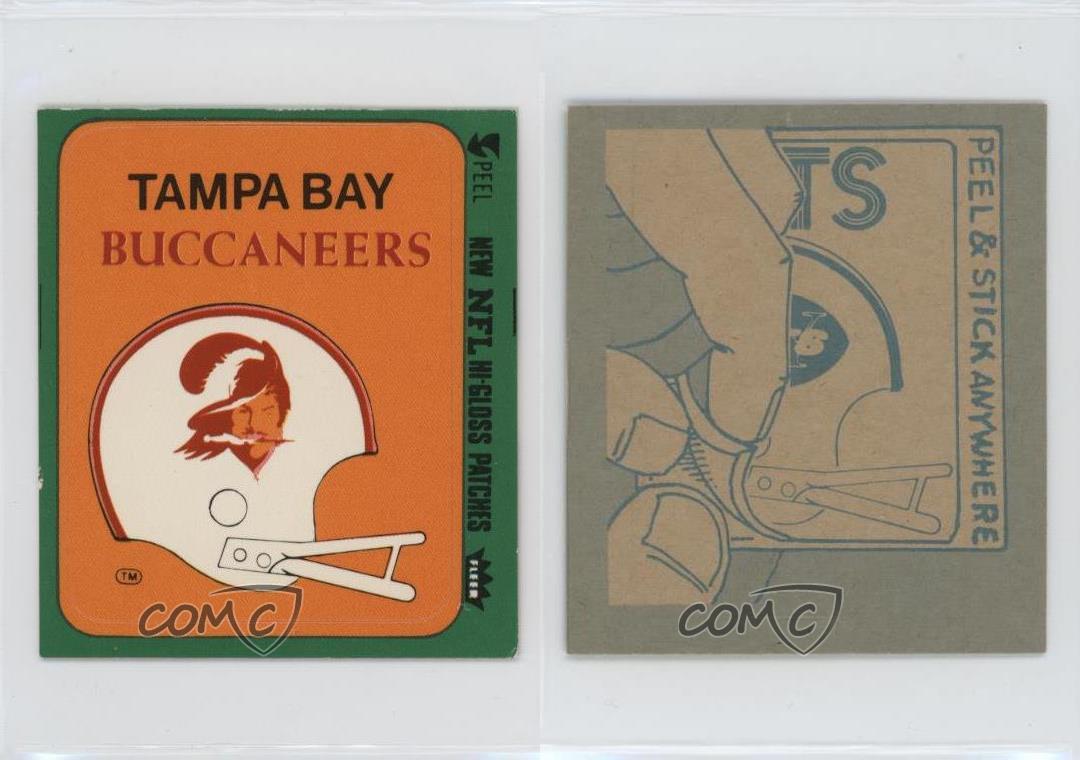 TAMPA BAY
BUCCANEERS
TM
PEEL
NEW NFL HI-GLOSS PATCHES
FLEER
COMC
TS
PEEL & STICK ANYWHERE
COMC